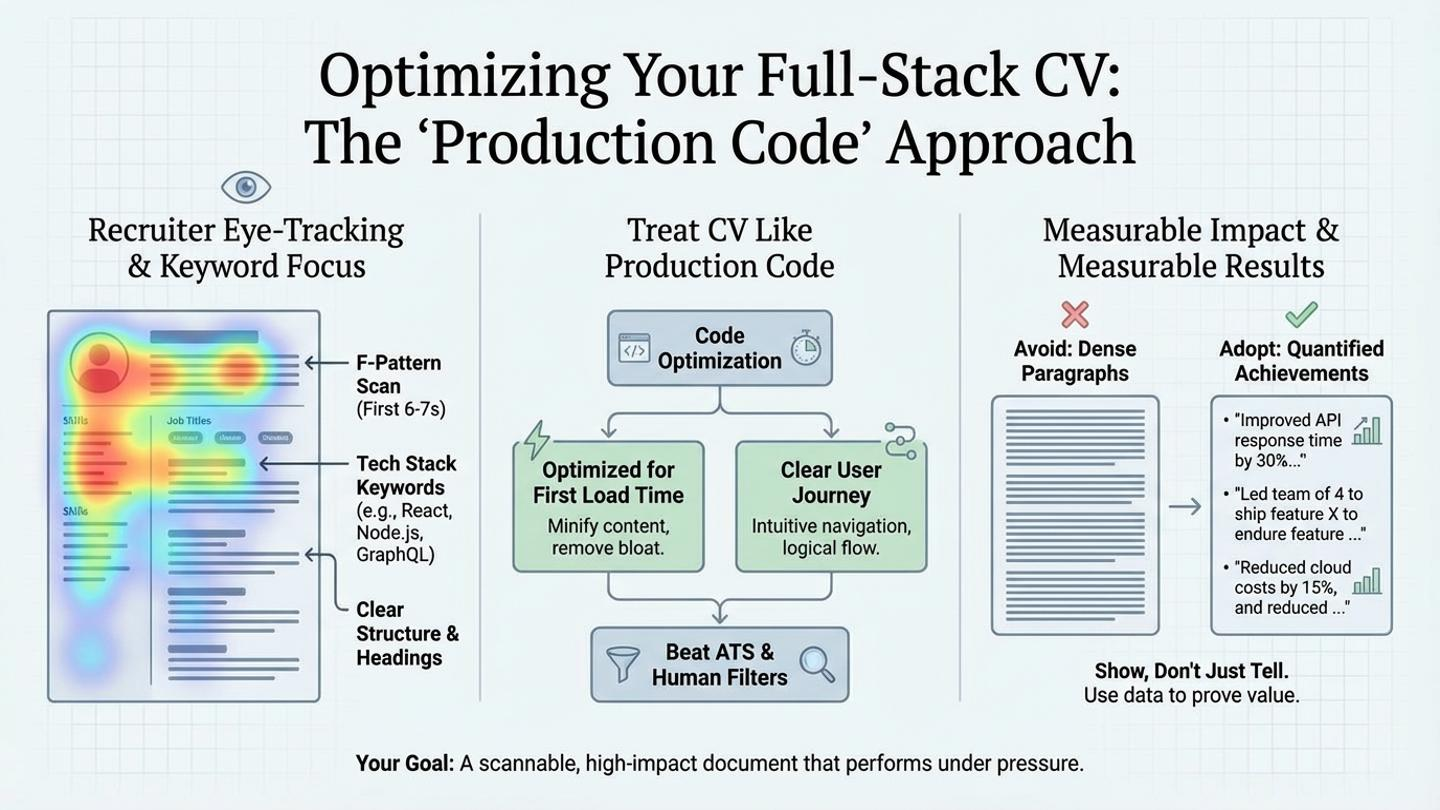 Optimizing Your Full-Stack CV:
The ‘Production Code’ Approach
Recruiter Eye-Tracking
& Keyword Focus
Skills
Job Titles
Skills
F-Pattern
Scan
(First 6-7s)
Tech Stack
Keywords
(e.g., React,
Node.js,
GraphQL)
Clear
Structure &
Headings
Treat CV Like
Production Code
</>
Code
Optimization
Optimized for
First Load Time
Minify content,
remove bloat.
Clear User
Journey
Intuitive navigation,
logical flow.
Beat ATS &
Human Filters
Measurable Impact &
Measurable Results
Avoid: Dense
Paragraphs
Adopt: Quantified
Achievements
• "Improved API
response time
by 30%..."
• "Led team of 4 to
ship feature X to
endure feature ..."
• "Reduced cloud
costs by 15%,
and reduced ..."
Show, Don't Just Tell.
Use data to prove value.
Your Goal: A scannable, high-impact document that performs under pressure.